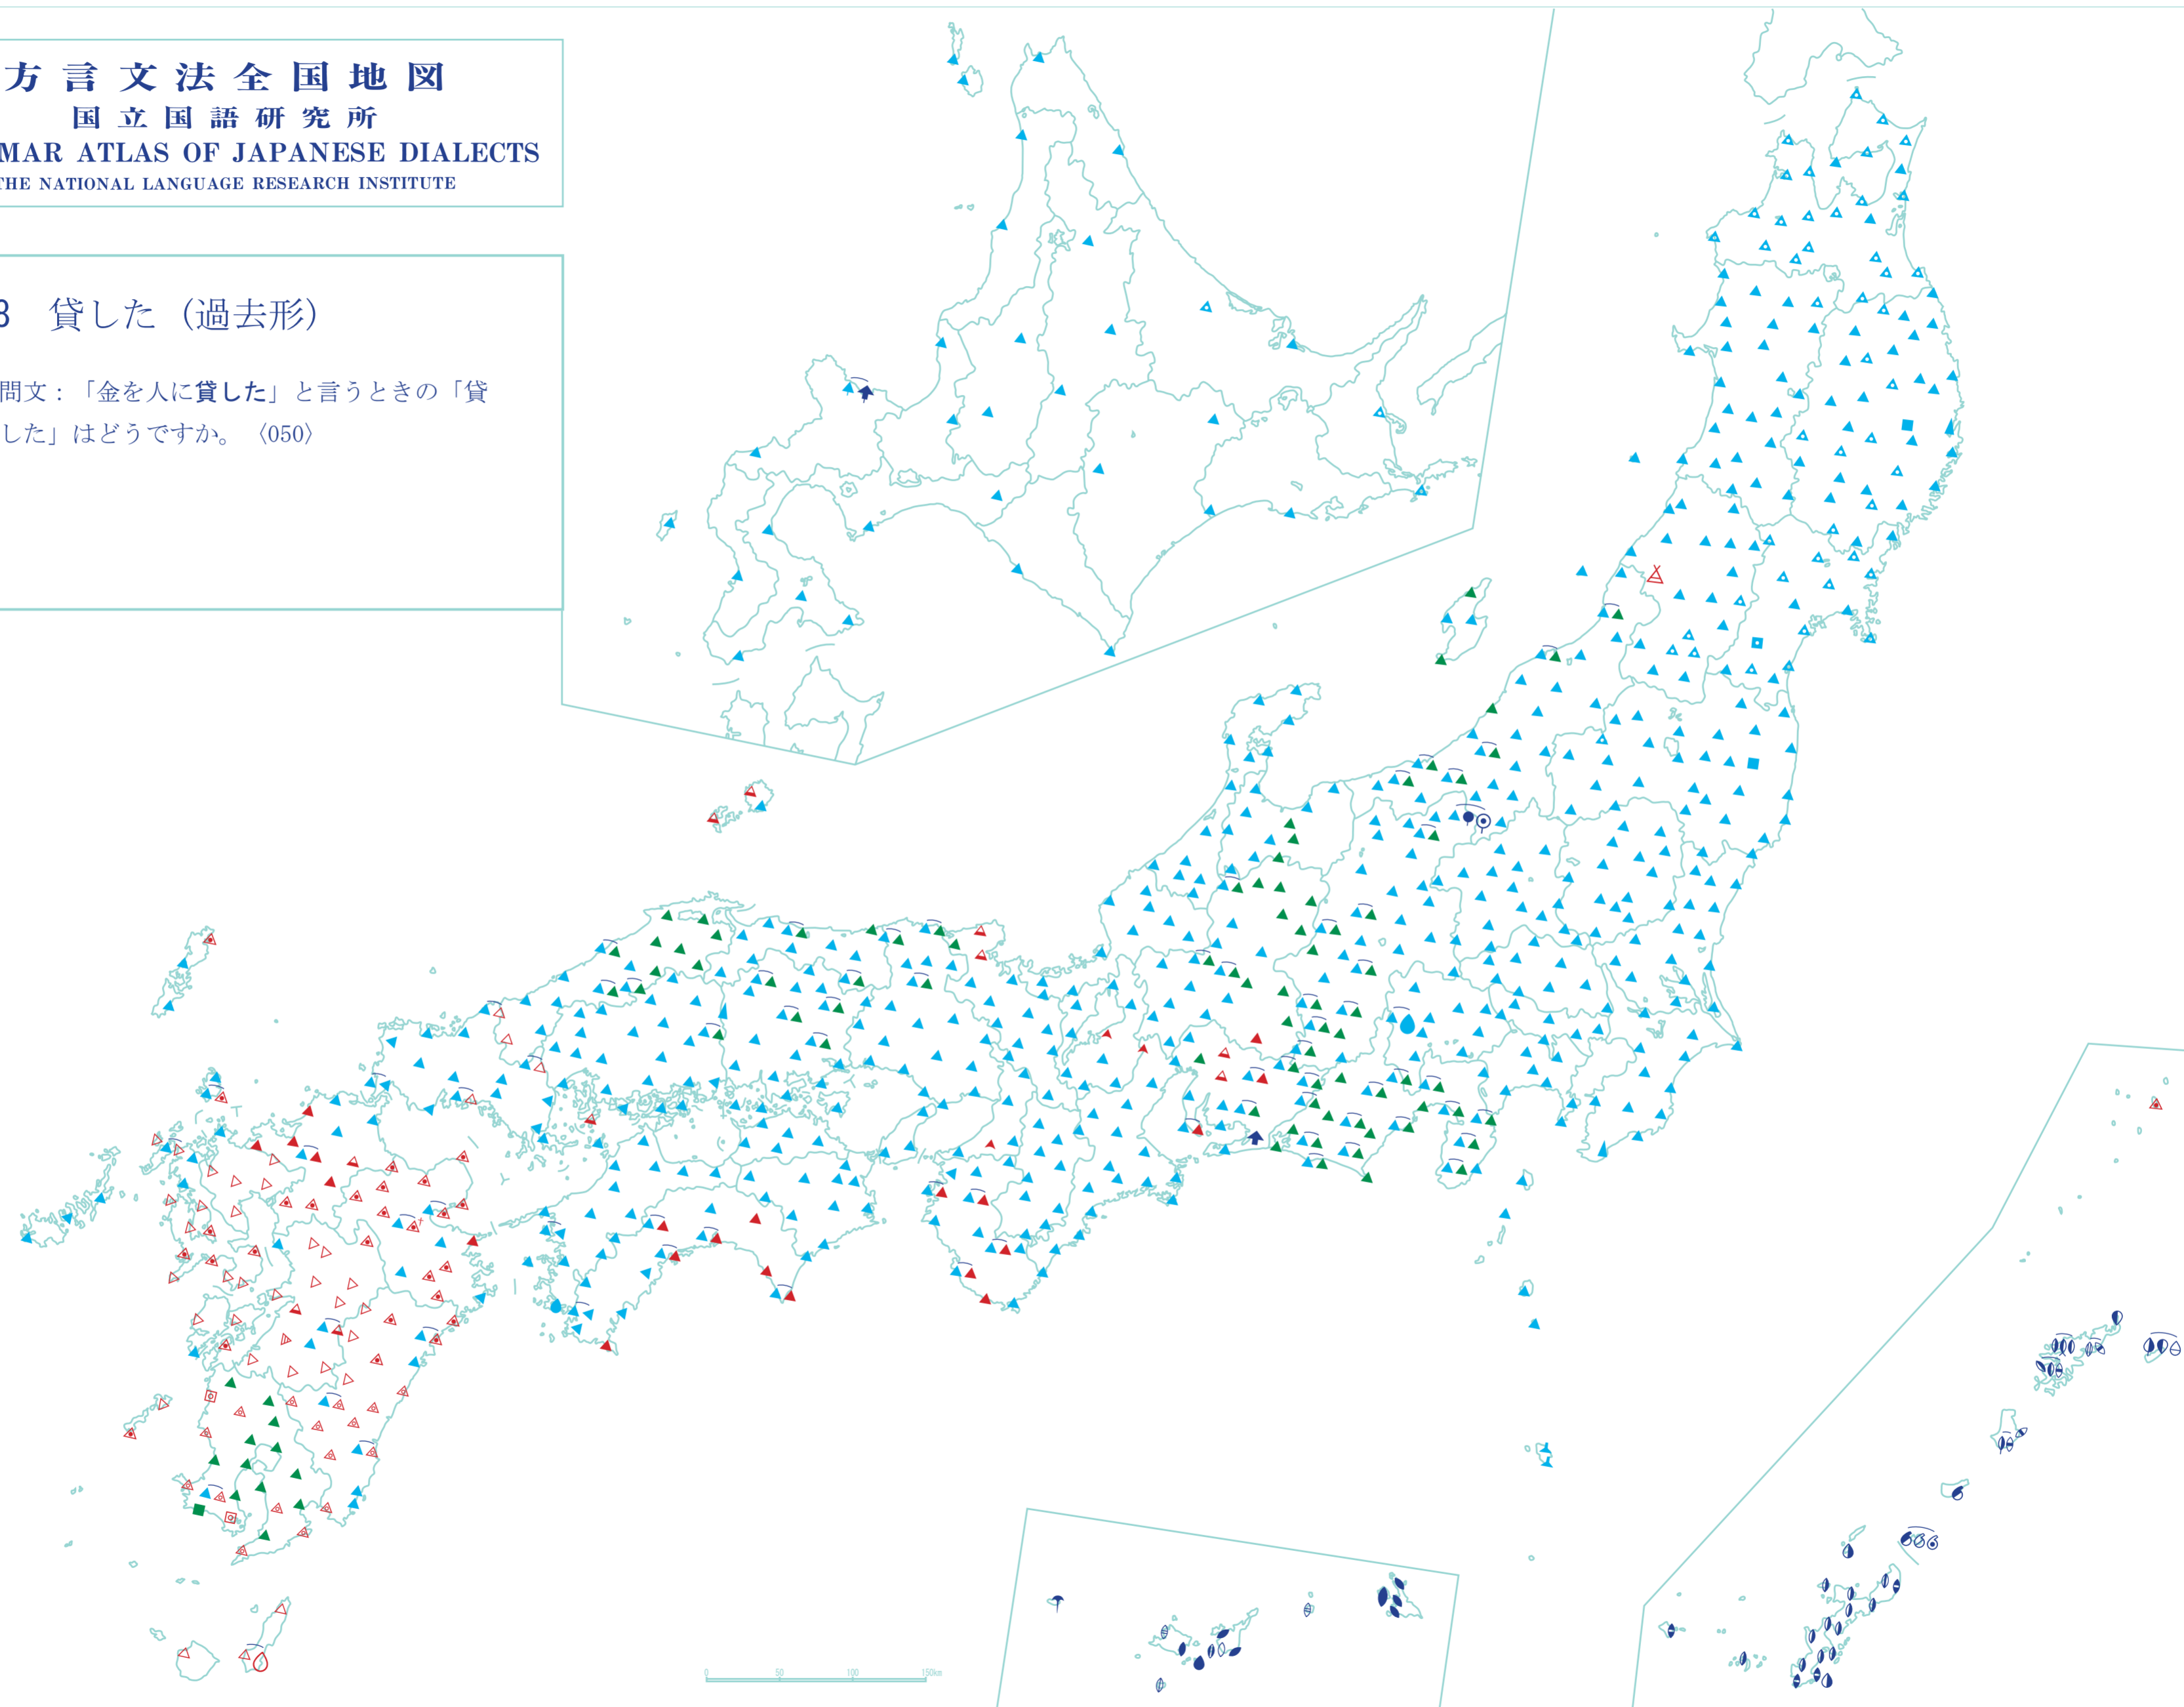 方言文法全国地図
国立国語研究所
MAR ATLAS OF JAPANESE DIALECTS
THE NATIONAL LANGUAGE RESEARCH INSTITUTE
8 貸した（過去形）
問文：「金を人に貸した」と言うときの「貸
した」はどうですか。〈050〉
0 50 100 150km